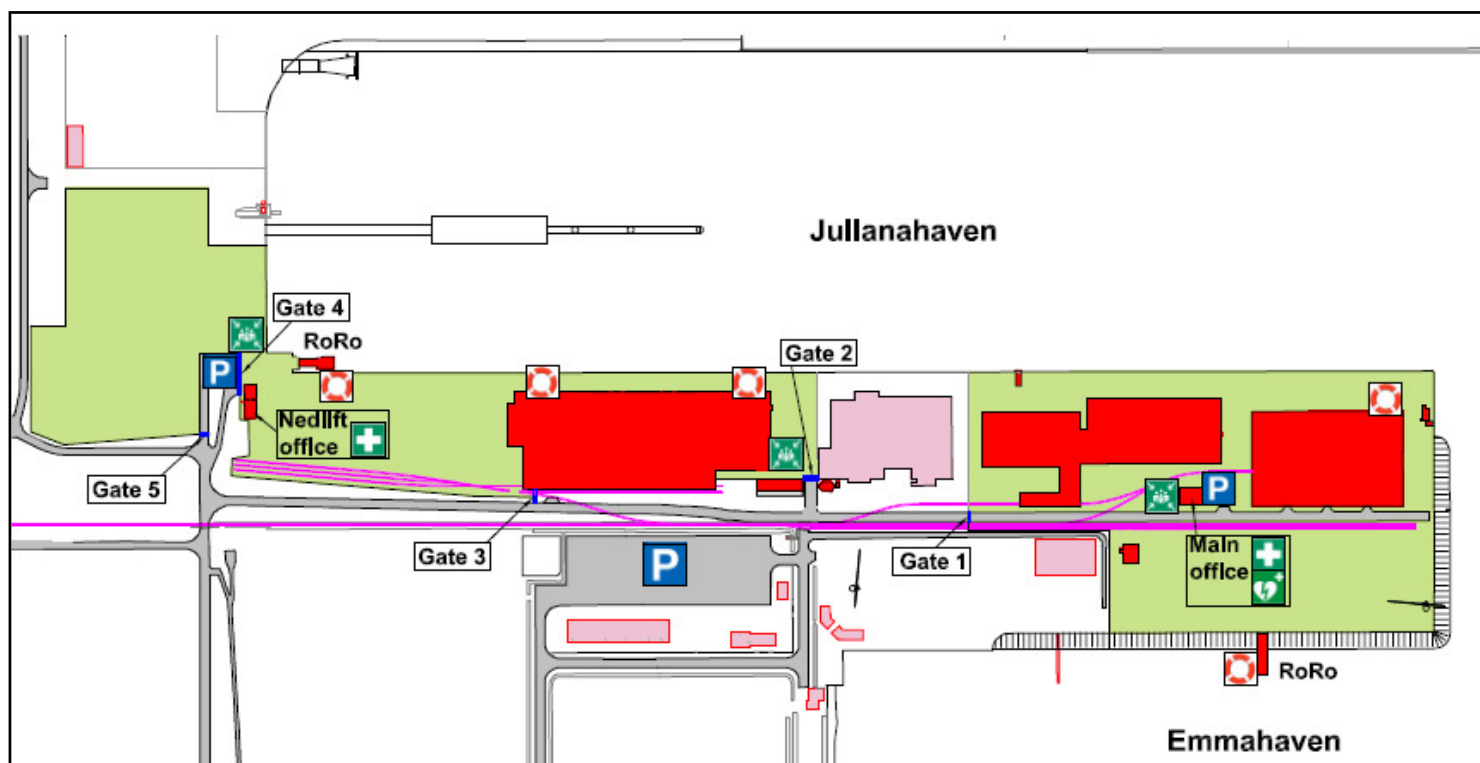 Jullanahaven
Gate 4
RoRo
Gate 2
P
Nedlift
office
Gate 5
P
Gate 3
P
Gate 1
Main
office
RoRo
Emmahaven